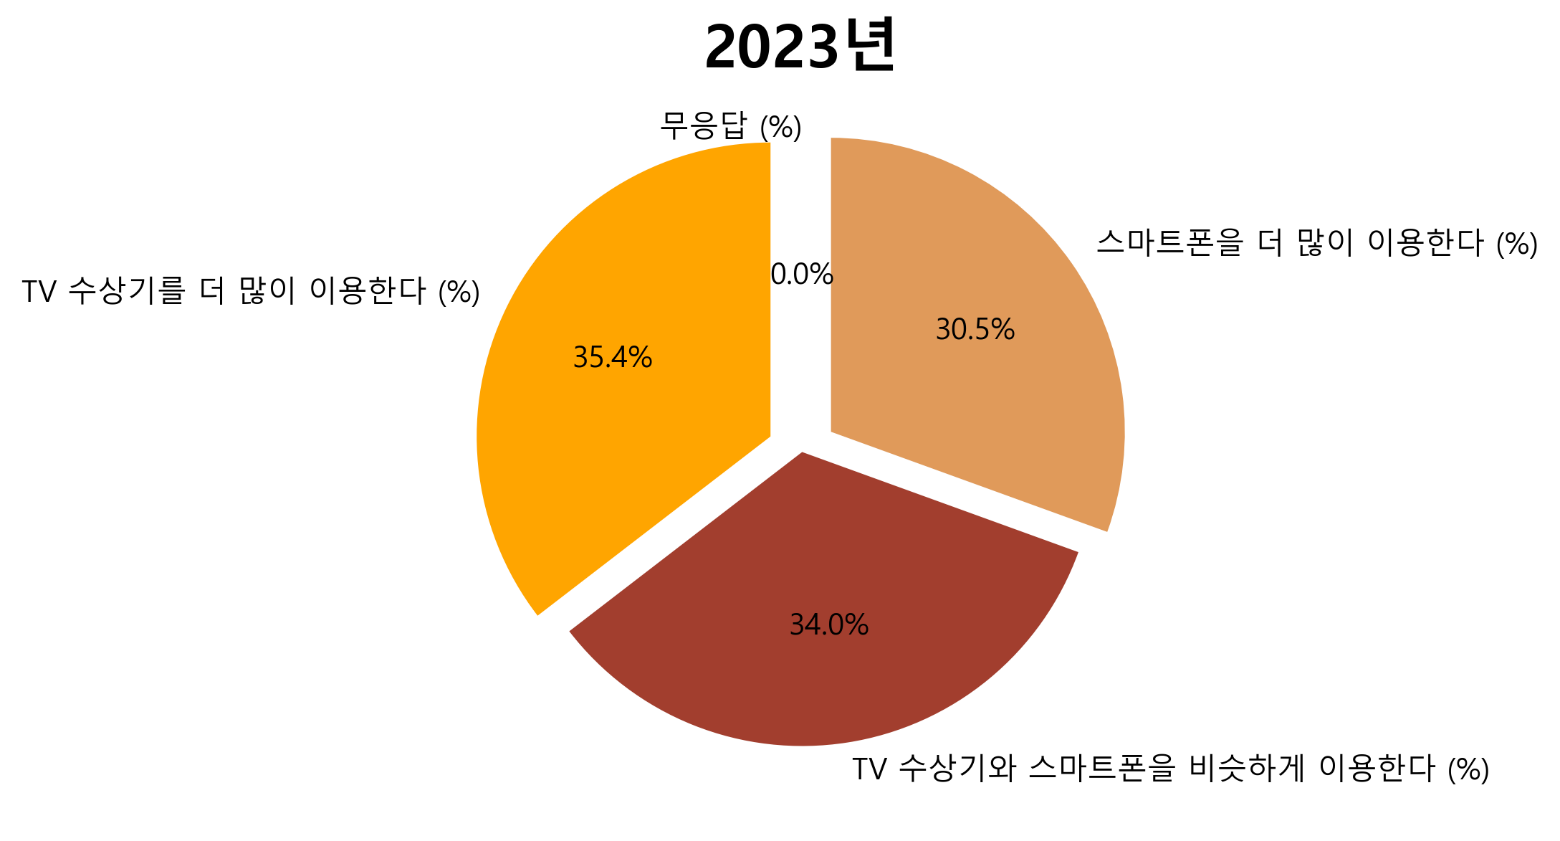 2023년
무응답 (%)
스마트폰을 더 많이 이용한다 (%)
TV 수상기를 더 많이 이용한다 (%)
0.0%
30.5%
35.4%
34.0%
TV 수상기와 스마트폰을 비슷하게 이용한다 (%)